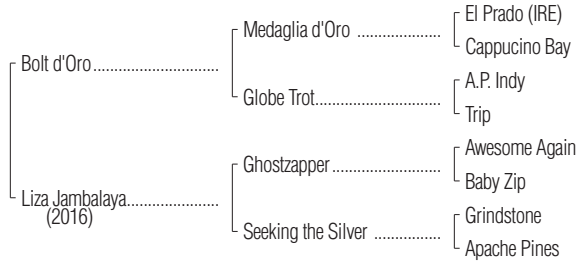 El Prado (IRE)
Medaglia d'Oro ..................
Cappucino Bay
Bolt d'Oro...........................
A.P. Indy
Globe Trot...........................
Trip
Awesome Again
Ghostzapper.......................
Baby Zip
Liza Jambalaya....................
(2016)
Grindstone
Seeking the Silver ..............
Apache Pines